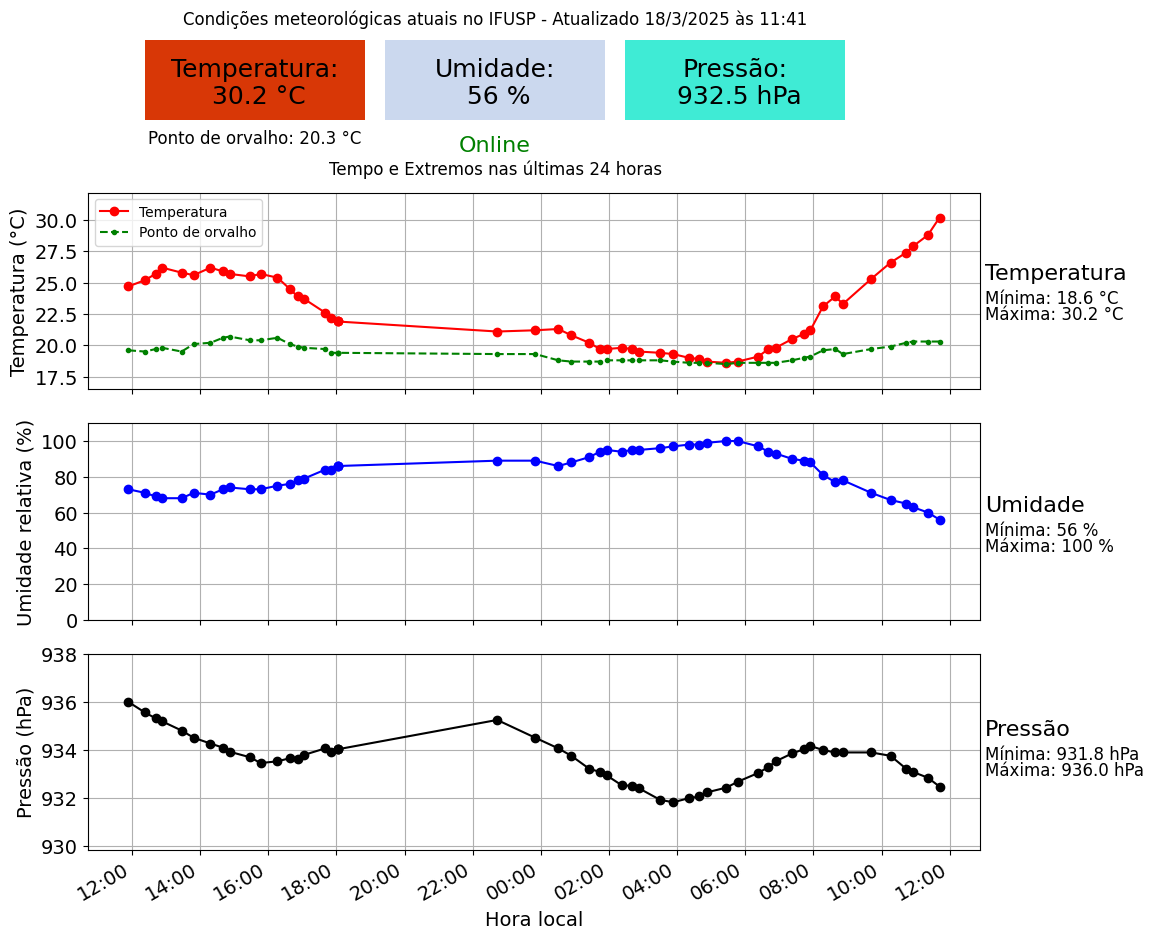 Condições meteorológicas atuais no IFUSP - Atualizado 18/3/2025 às 11:41
Temperatura:
30.2 °C
Umidade:
56 %
Pressão:
932.5 hPa
Ponto de orvalho: 20.3 °C
Online
Tempo e Extremos nas últimas 24 horas
Temperatura (°C)
30.0
27.5
25.0
22.5
20.0
17.5
Temperatura
Ponto de orvalho
Temperatura
Mínima: 18.6 °C
Máxima: 30.2 °C
Umidade relativa (%)
100
80
60
40
20
0
Umidade
Mínima: 56 %
Máxima: 100 %
Pressão (hPa)
938
936
934
932
930
Pressão
Mínima: 931.8 hPa
Máxima: 936.0 hPa
12:00 14:00 16:00 18:00 20:00 22:00 00:00 02:00 04:00 06:00 08:00 10:00 12:00
Hora local